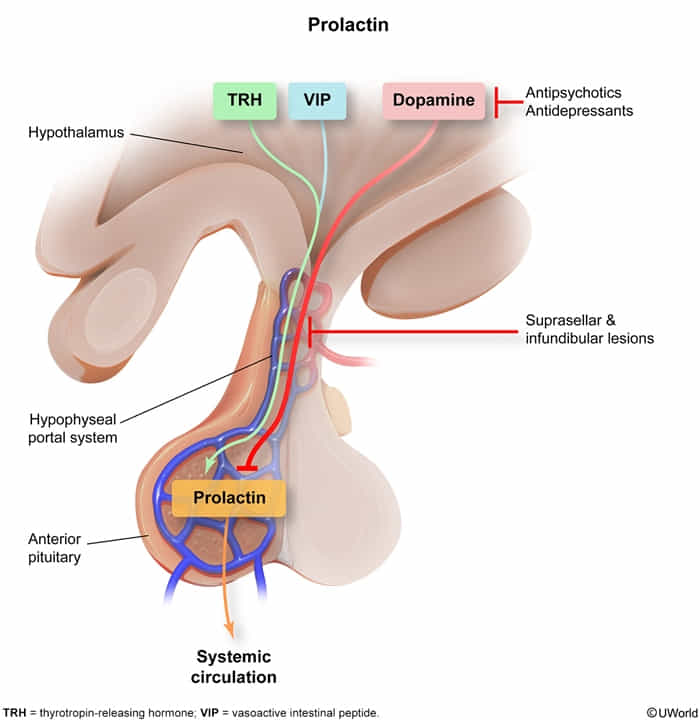 Prolactin
TRH
VIP
Dopamine
Antipsychotics
Antidepressants
Hypothalamus
Suprasellar &
infundibular lesions
Hypophyseal
portal system
Prolactin
Anterior
pituitary
Systemic
circulation
TRH = thyrotropin-releasing hormone; VIP = vasoactive intestinal peptide.
©UWorld